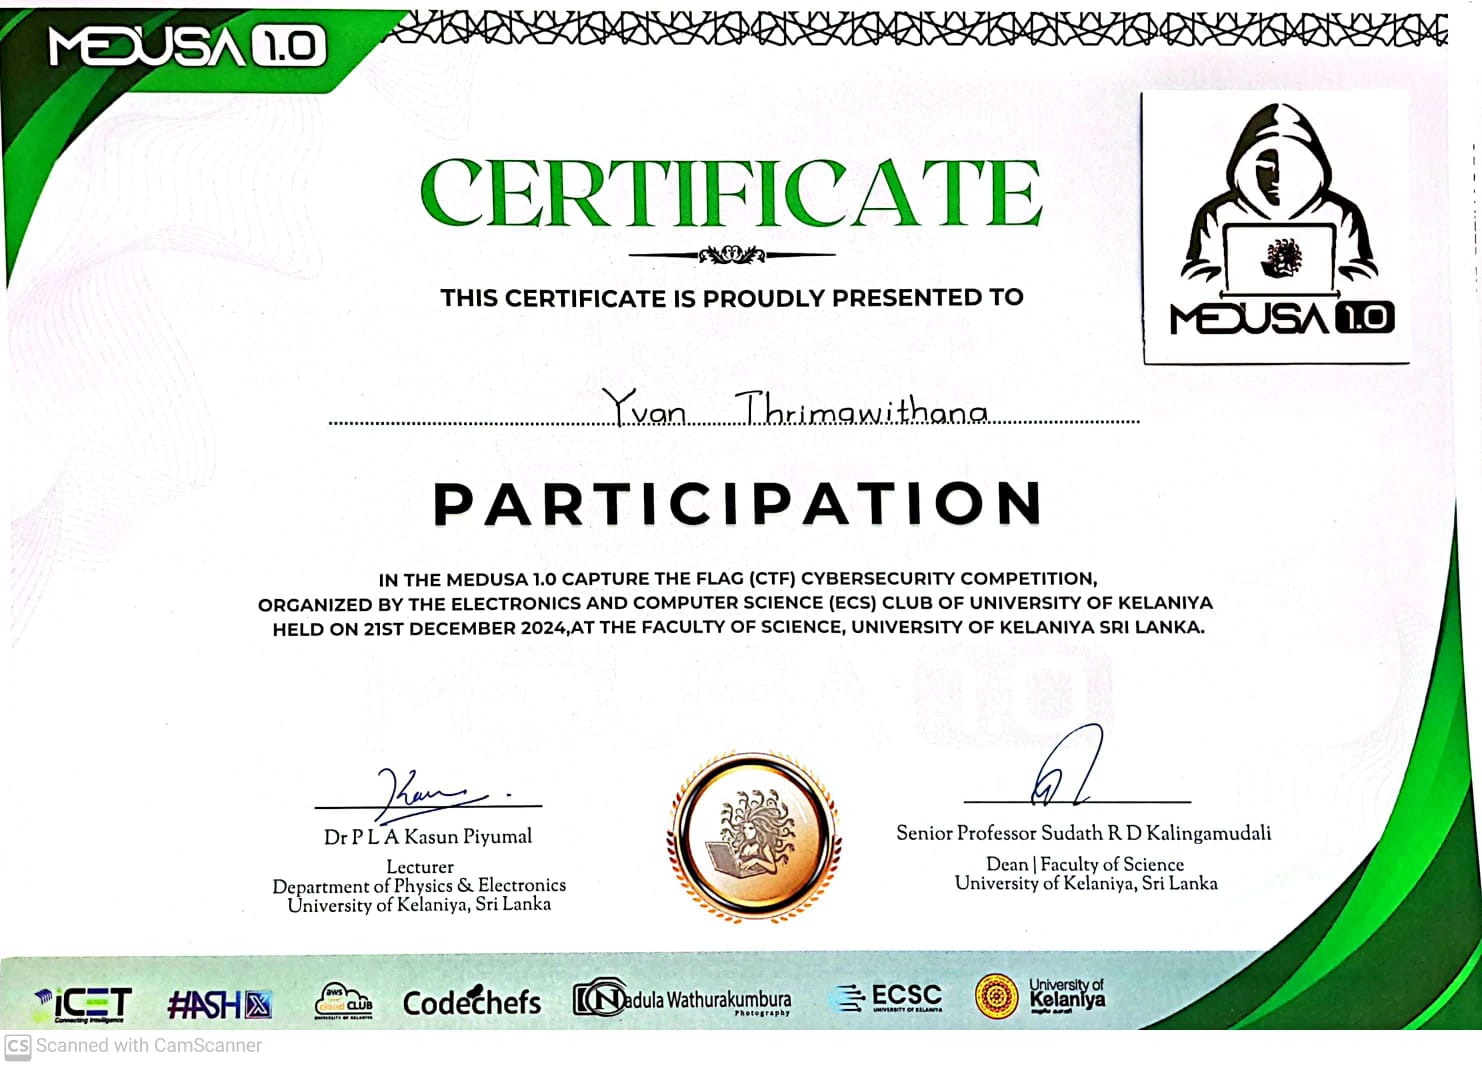 MEDUSA 1.0
CERTIFICATE
THIS CERTIFICATE IS PROUDLY PRESENTED TO
MEDUSA 1.0
Yvan Thrimawithana
PARTICIPATION
IN THE MEDUSA 1.0 CAPTURE THE FLAG (CTF) CYBERSECURITY COMPETITION,
ORGANIZED BY THE ELECTRONICS AND COMPUTER SCIENCE (ECS) CLUB OF UNIVERSITY OF KELANIYA
HELD ON 21ST DECEMBER 2024,AT THE FACULTY OF SCIENCE, UNIVERSITY OF KELANIYA SRI LANKA.
Dr P L A Kasun Piyumal
Lecturer
Department of Physics & Electronics
University of Kelaniya, Sri Lanka
Senior Professor Sudath R D Kalingamudali
Dean | Faculty of Science
University of Kelaniya, Sri Lanka
iCET
Connecting Intelligence
#HASH X
aws
cloud CLUB
UNIVERSITY OF KELANIYA
Codechefs
Nadula Wathurakumbura
Photography
ECSC
UNIVERSITY OF KELANIYA
University of
Kelaniya
CS Scanned with CamScanner